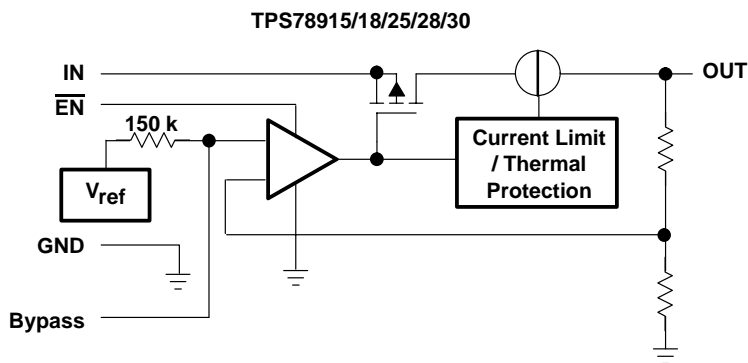 TPS78915/18/25/28/30
IN
OUT
EN
150 k
Current Limit
/ Thermal
Protection
Vref
GND
Bypass